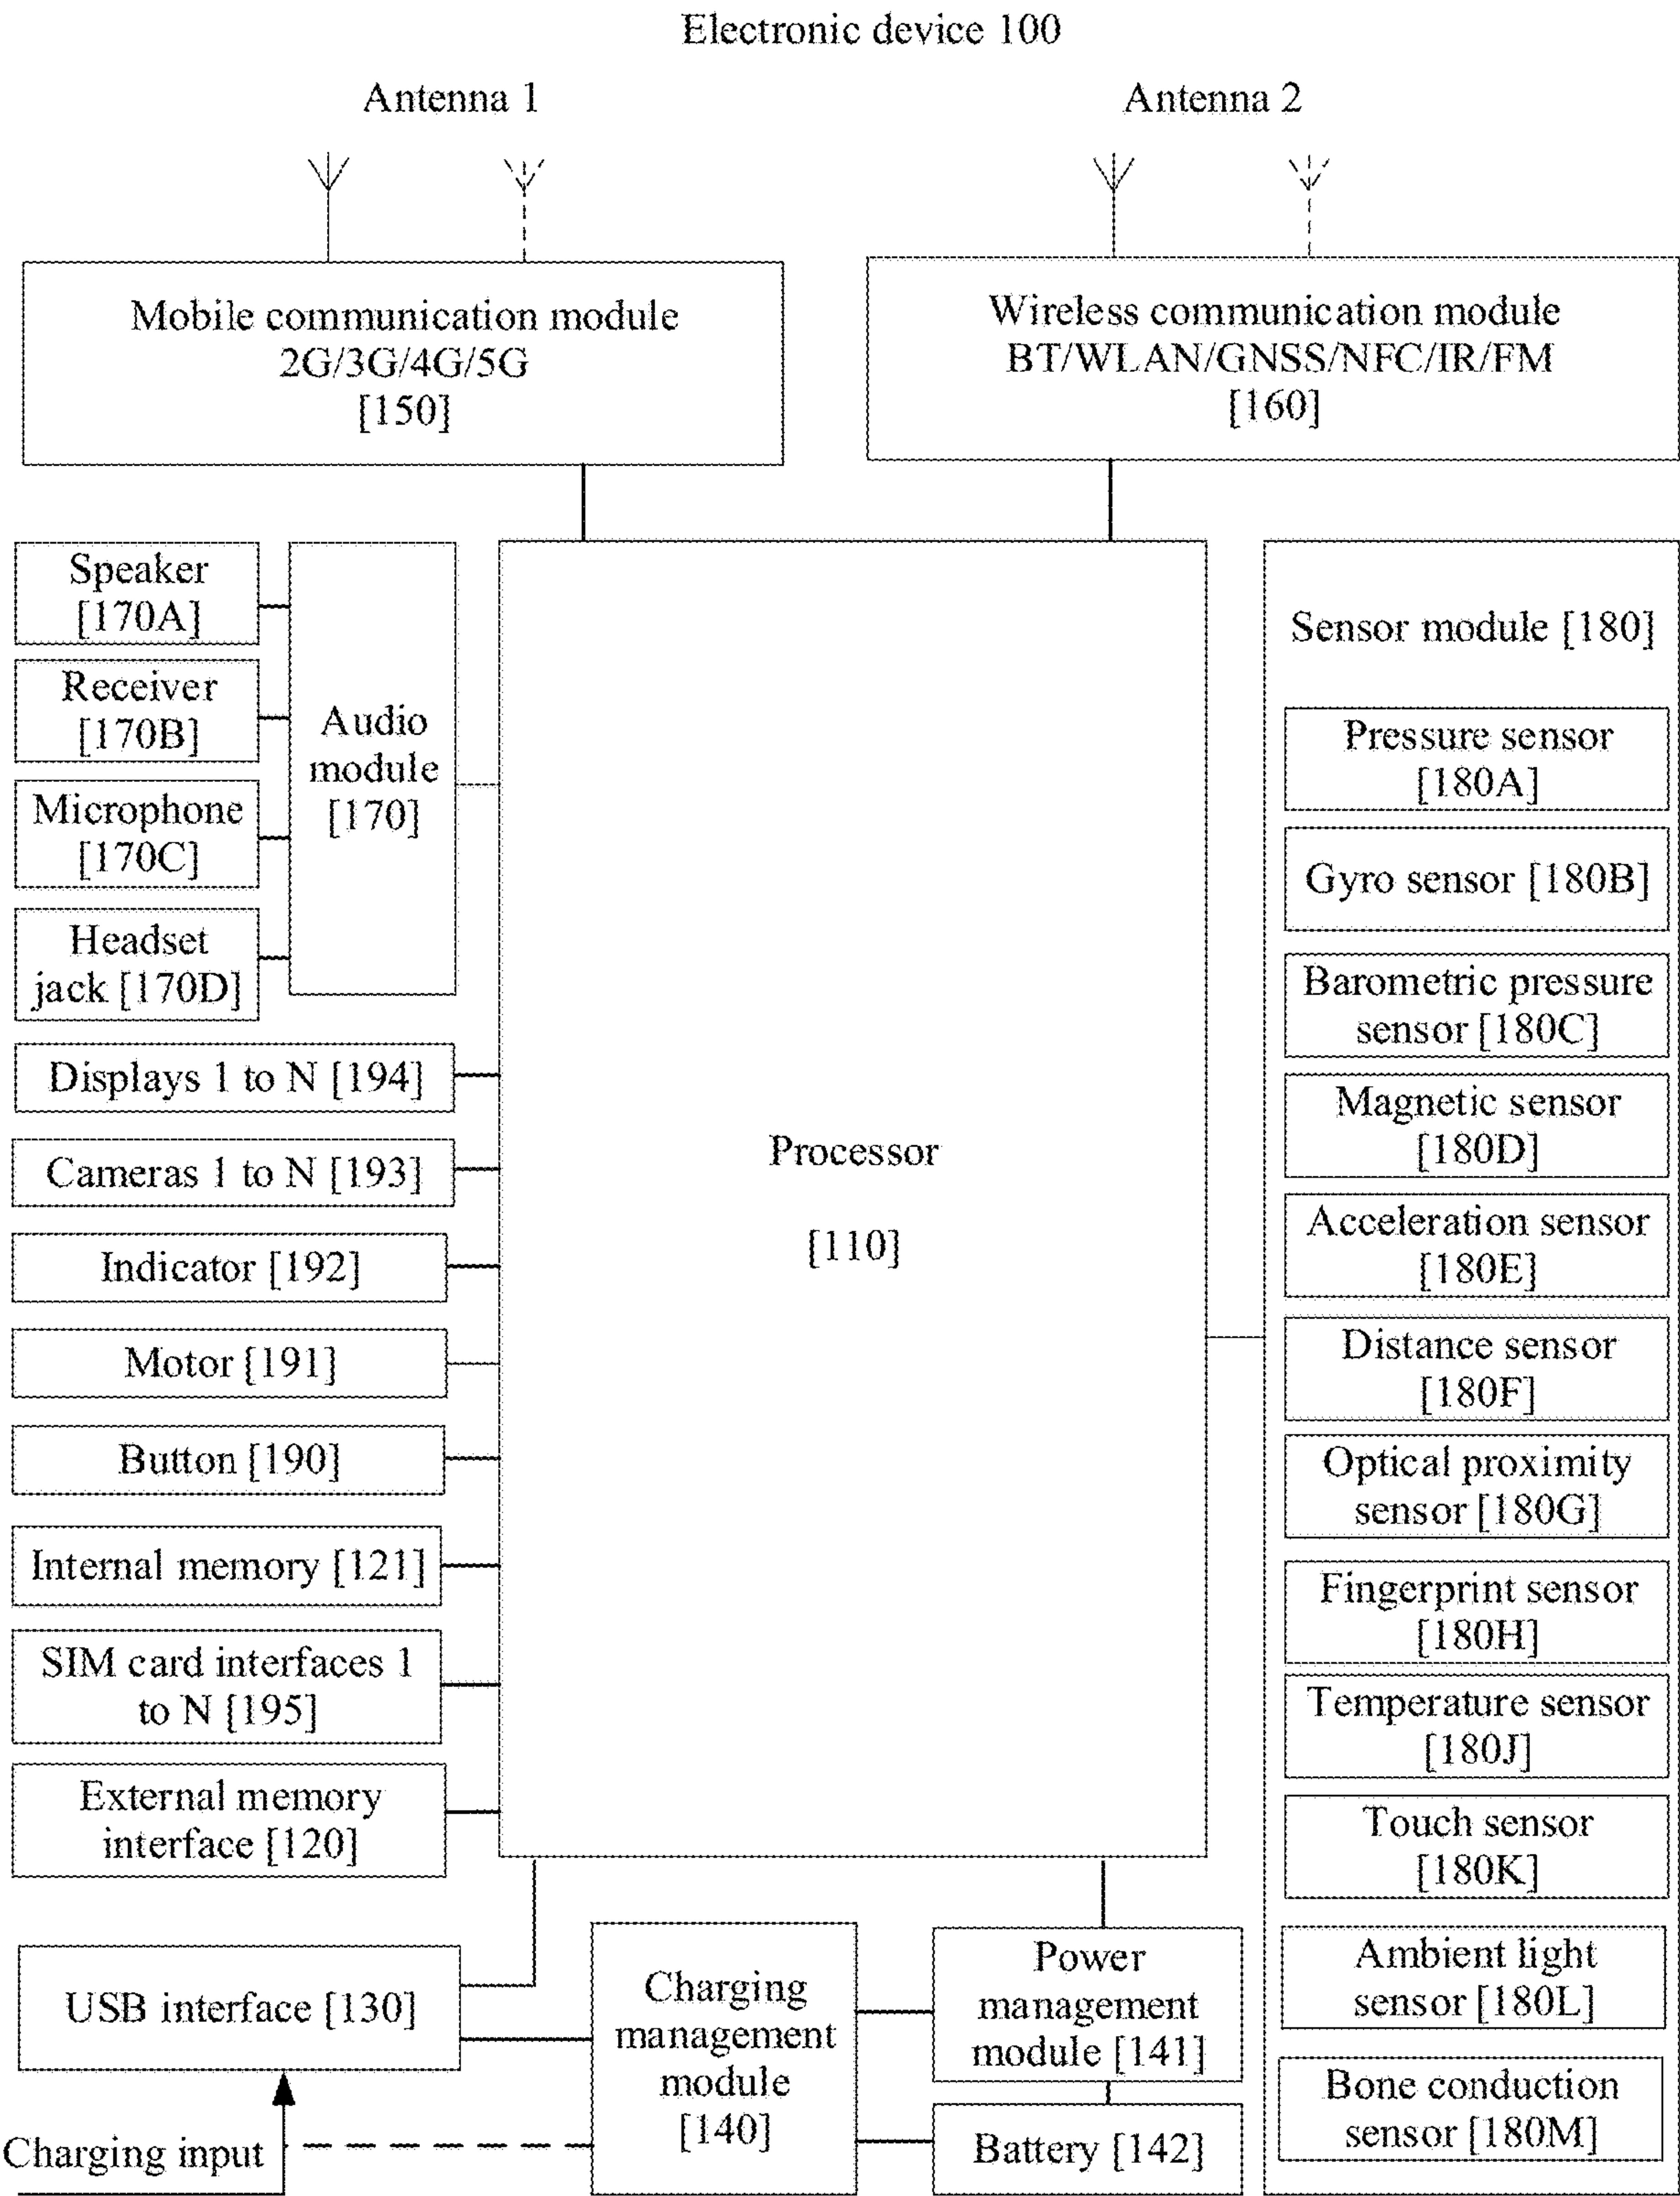 Electronic device 100
Antenna 1
Antenna 2
Mobile communication module
2G/3G/4G/5G
[150]
Wireless communication module
BT/WLAN/GNSS/NFC/IR/FM
[160]
Speaker
[170A]
Receiver
[170B]
Microphone
[170C]
Headset
jack [170D]
Audio
module
[170]
Displays 1 to N [194]
Cameras 1 to N [193]
Indicator [192]
Motor [191]
Button [190]
Internal memory [121]
SIM card interfaces 1
to N [195]
External memory
interface [120]
Processor
[110]
Sensor module [180]
Pressure sensor
[180A]
Gyro sensor [180B]
Barometric pressure
sensor [180C]
Magnetic sensor
[180D]
Acceleration sensor
[180E]
Distance sensor
[180F]
Optical proximity
sensor [180G]
Fingerprint sensor
[180H]
Temperature sensor
[180J]
Touch sensor
[180K]
Ambient light
sensor [180L]
Bone conduction
sensor [180M]
USB interface [130]
Charging input
Charging
management
module
[140]
Power
management
module [141]
Battery [142]